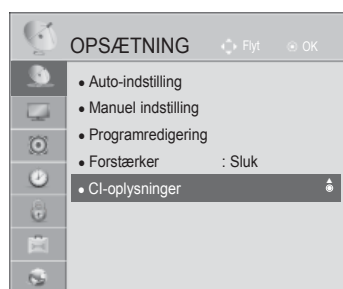 OPSÆTNING Flyt OK
• Auto-indstilling
• Manuel indstilling
• Programredigering
• Forstærker : Sluk
• CI-oplysninger